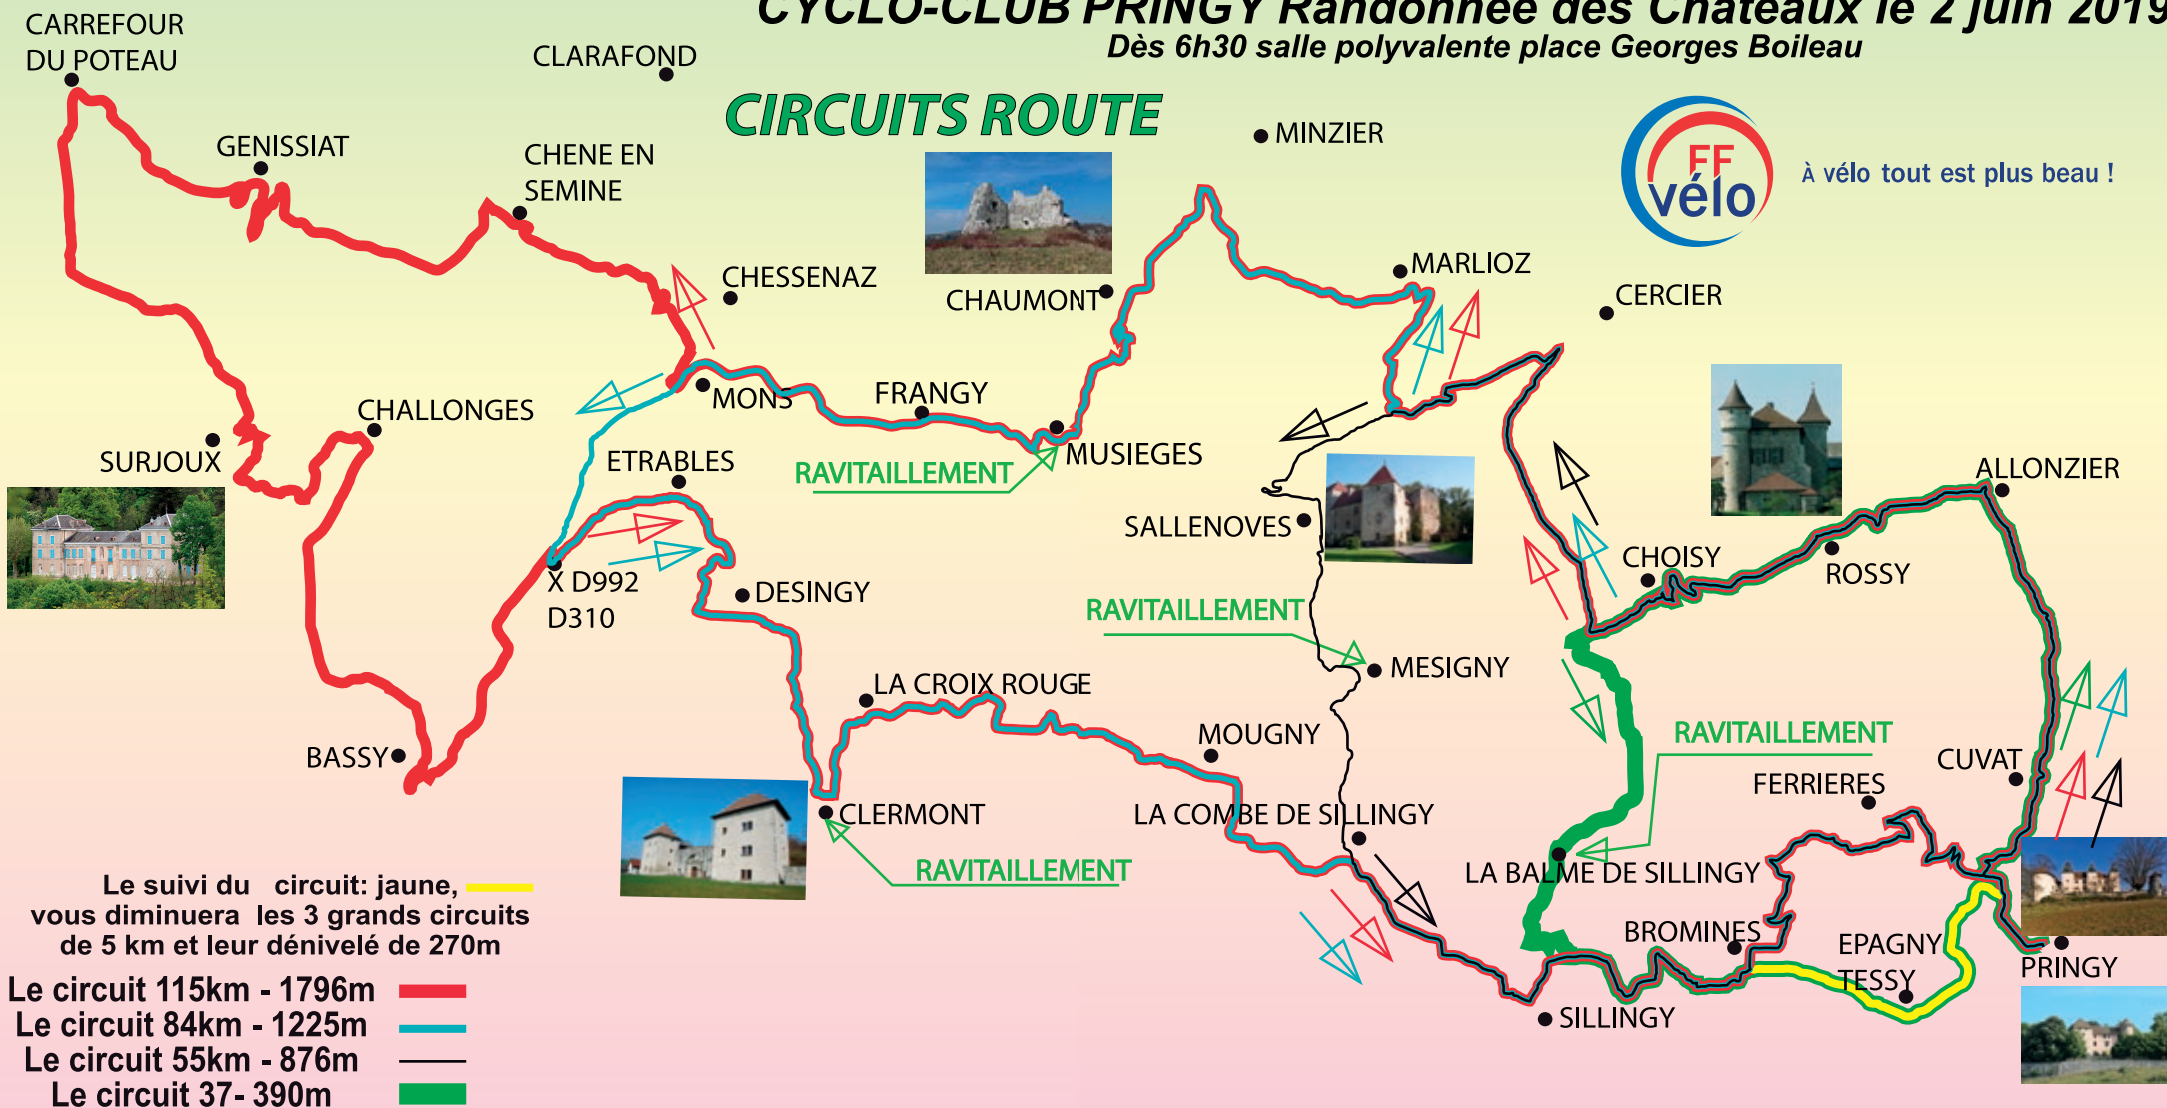 CYCLO-CLUB PRINGY Randonnée des Châteaux le 2 juin 2019
Dès 6h30 salle polyvalente place Georges Boileau
CIRCUITS ROUTE
CARREFOUR
DU POTEAU
CLARAFOND
MINZIER
FF
vélo
À vélo tout est plus beau !
GENISSIAT
CHENE EN
SEMINE
CHESSENAZ
CHAUMONT
MARLIOZ
CERCIER
CHALLONGES
MONS
FRANGY
SURJOUX
ETRABLES
RAVITAILLEMENT
MUSIEGES
SALLENOVES
ALLONZIER
CHOISY
ROSSY
X D992
D310
DESINGY
RAVITAILLEMENT
MESIGNY
LA CROIX ROUGE
MOUGNY
RAVITAILLEMENT
BASSY
CUVAT
FERRIERES
CLERMONT
LA COMBE DE SILLINGY
RAVITAILLEMENT
LA BALME DE SILLINGY
BROMINES
EPAGNY
TESSY
PRINGY
SILLINGY
Le suivi du circuit: jaune,
vous diminuera les 3 grands circuits
de 5 km et leur dénivelé de 270m
Le circuit 115km - 1796m
Le circuit 84km - 1225m
Le circuit 55km - 876m
Le circuit 37- 390m